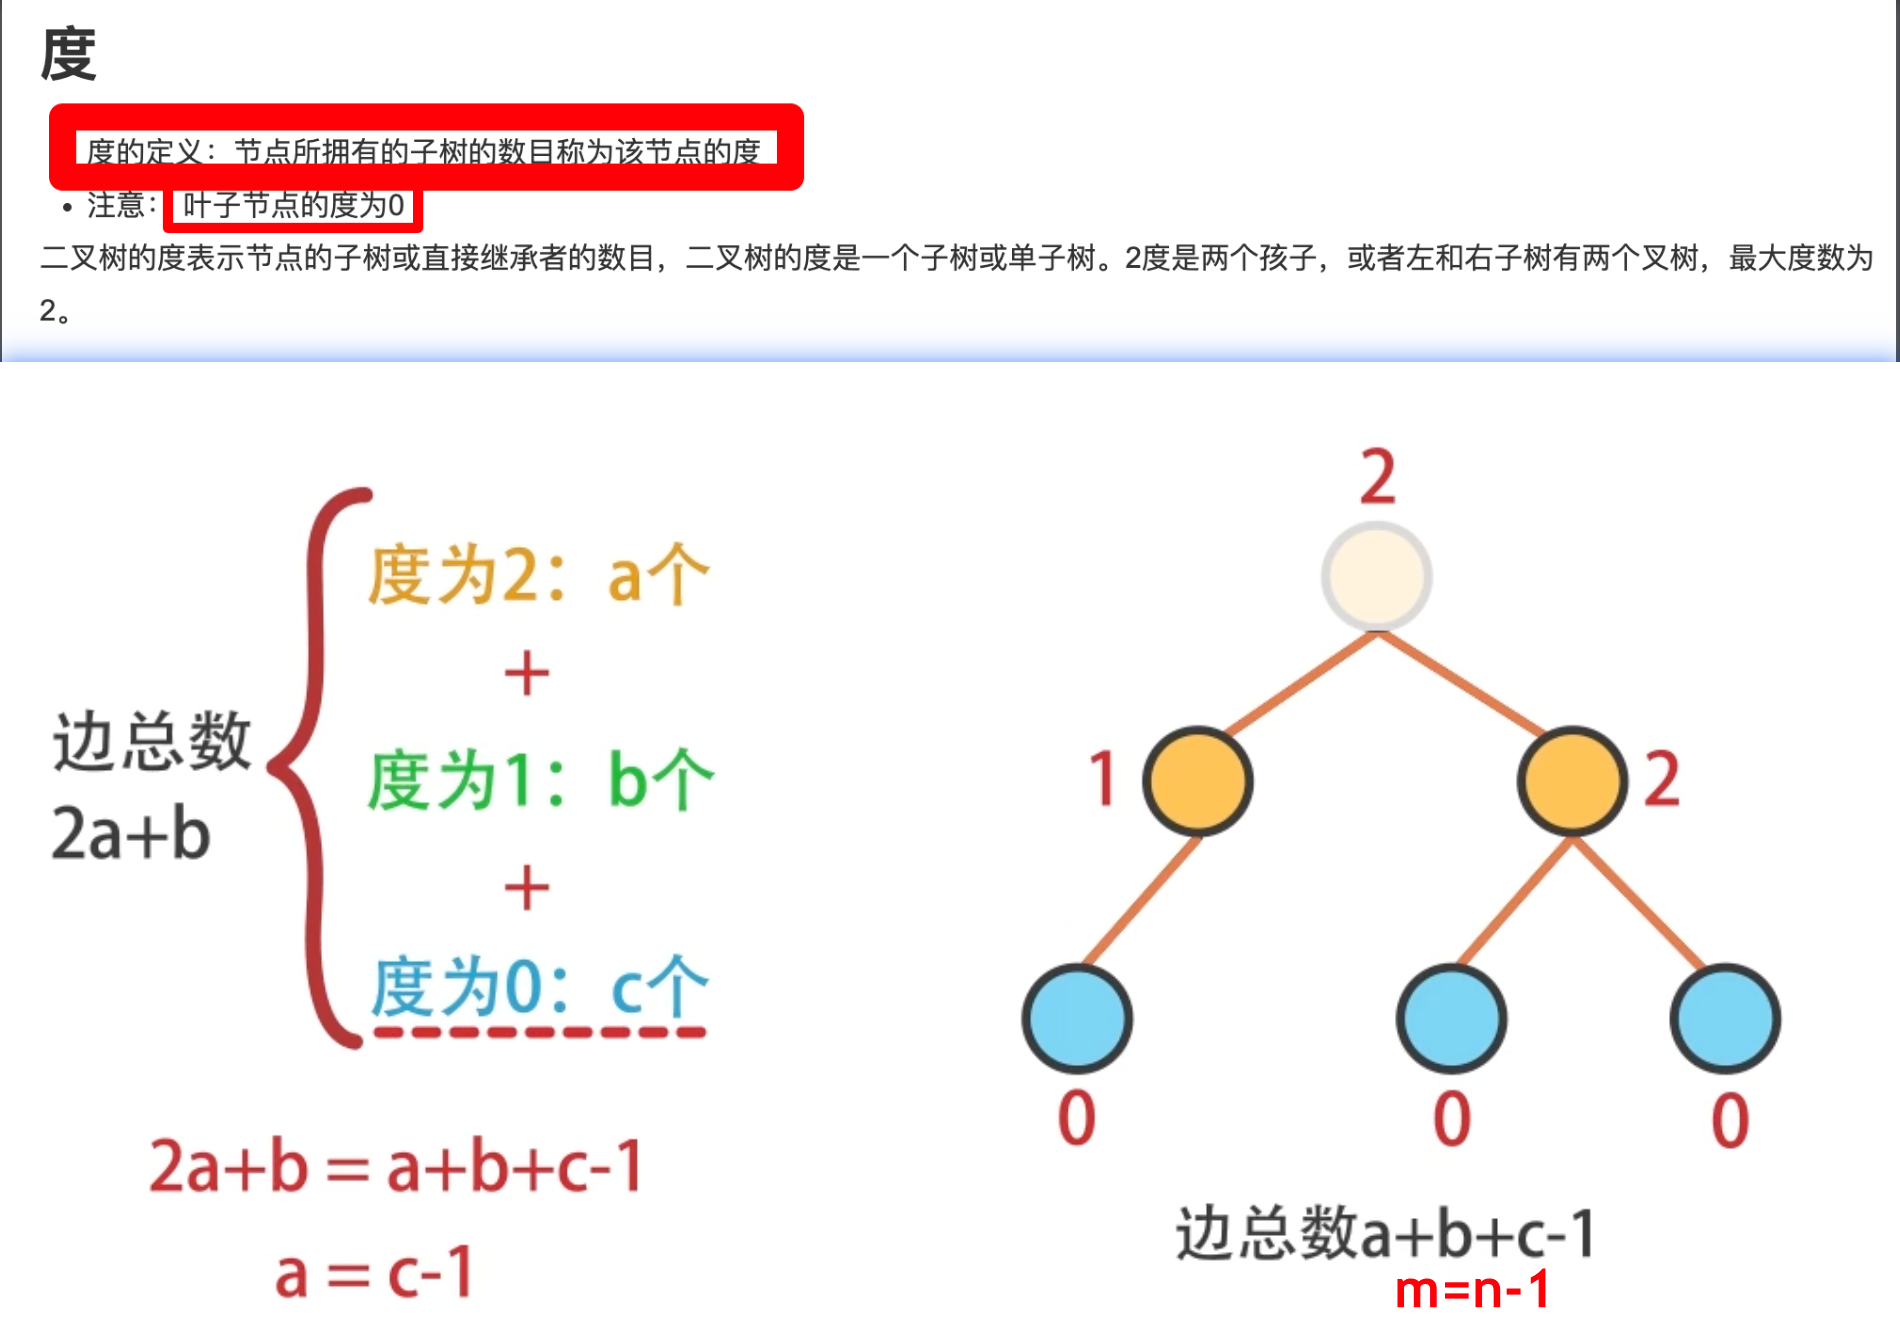 度
度的定义：节点所拥有的子树的数目称为该节点的度
• 注意：叶子节点的度为0
二叉树的度表示节点的子树或直接继承者的数目，二叉树的度是一个子树或单子树。2度是两个孩子，或者左和右子树有两个叉树，最大度数为
2。
边总数
2a+b
度为2：a个
+
度为1：b个
+
度为0：c个
2a+b = a+b+c-1
a = c-1
2
1
2
0
0
0
边总数a+b+c-1
m=n-1